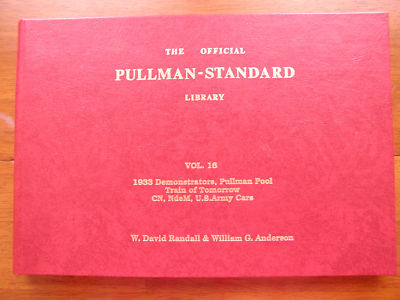 THE OFFICIAL
PULLMAN-STANDARD
LIBRARY
VOL. 16
1933 Demonstrators, Pullman Pool
Train of Tomorrow
CN, NdeM, U.S.Army Cars
W. David Randall & William G. Anderson